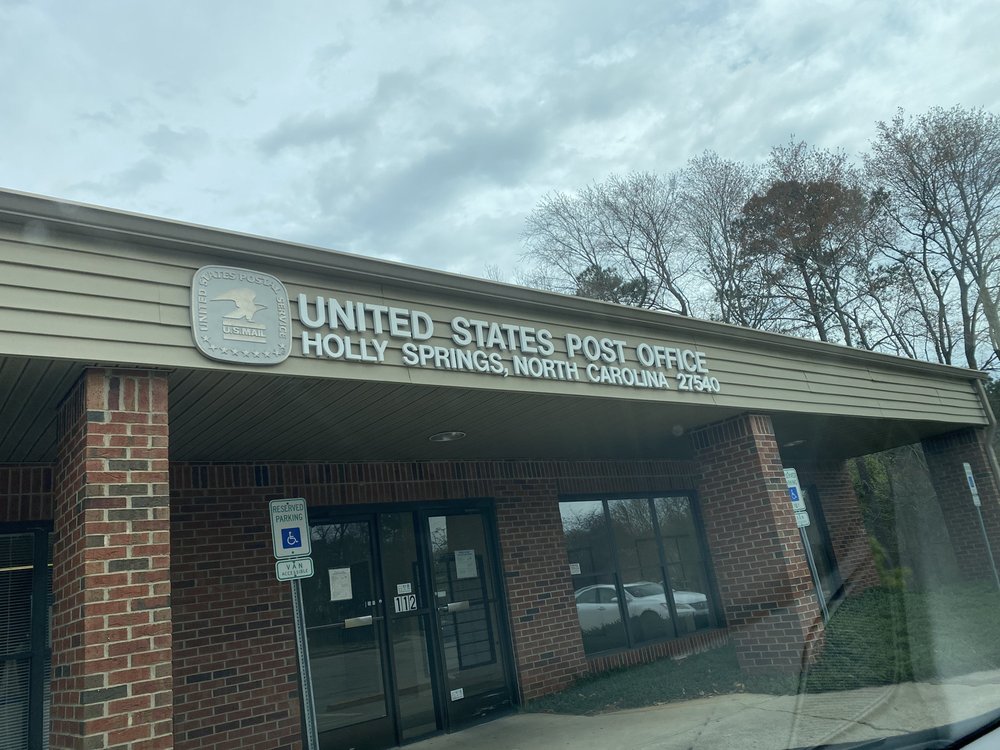 UNITED STATES POSTAL SERVICE
U.S.MAIL
UNITED STATES POST OFFICE
HOLLY SPRINGS, NORTH CAROLINA 27540
RESERVED
PARKING
VAN
ACCESSIBLE
112